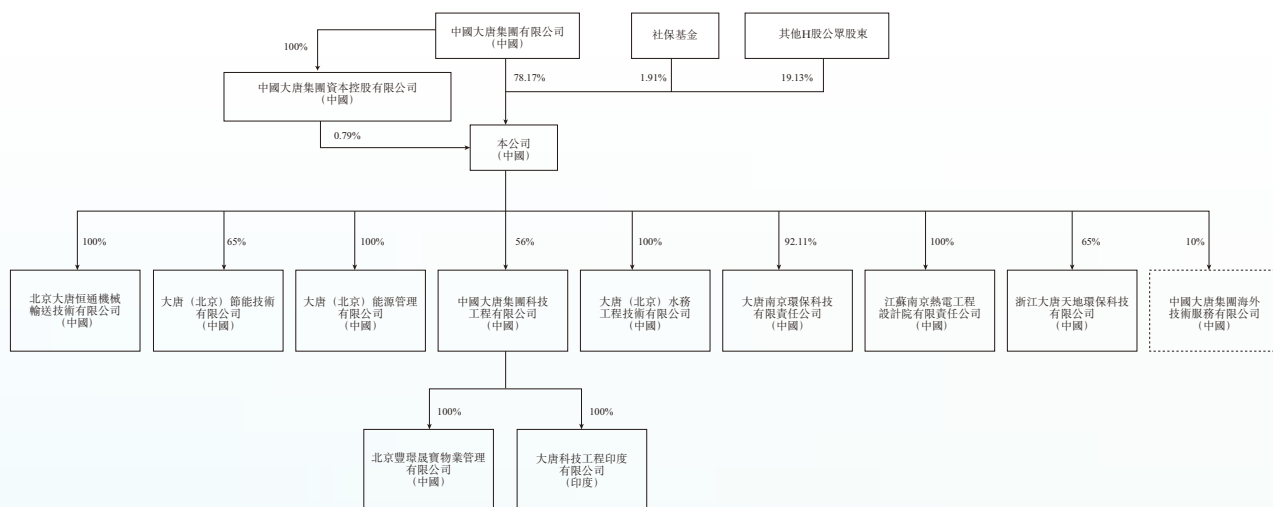 中國大唐集團有限公司
（中國）
社保基金
其他H股公眾股東
100%
78.17%
1.91%
19.13%
中國大唐集團資本控股有限公司
（中國）
0.79%
本公司
（中國）
100%
65%
100%
56%
100%
92.11%
100%
65%
10%
北京大唐恒通機械
輸送技術有限公司
（中國）
大唐（北京）節能技術
有限公司
（中國）
大唐（北京）能源管理
有限公司
（中國）
中國大唐集團科技
工程有限公司
（中國）
大唐（北京）水務
工程技術有限公司
（中國）
大唐南京環保科技
有限責任公司
（中國）
江蘇南京熱電工程
設計院有限責任公司
（中國）
浙江大唐天地環保科技
有限公司
（中國）
中國大唐集團海外
技術服務有限公司
（中國）
100%
100%
北京豐璟晟寶物業管理
有限公司
（中國）
大唐科技工程印度
有限公司
（印度）